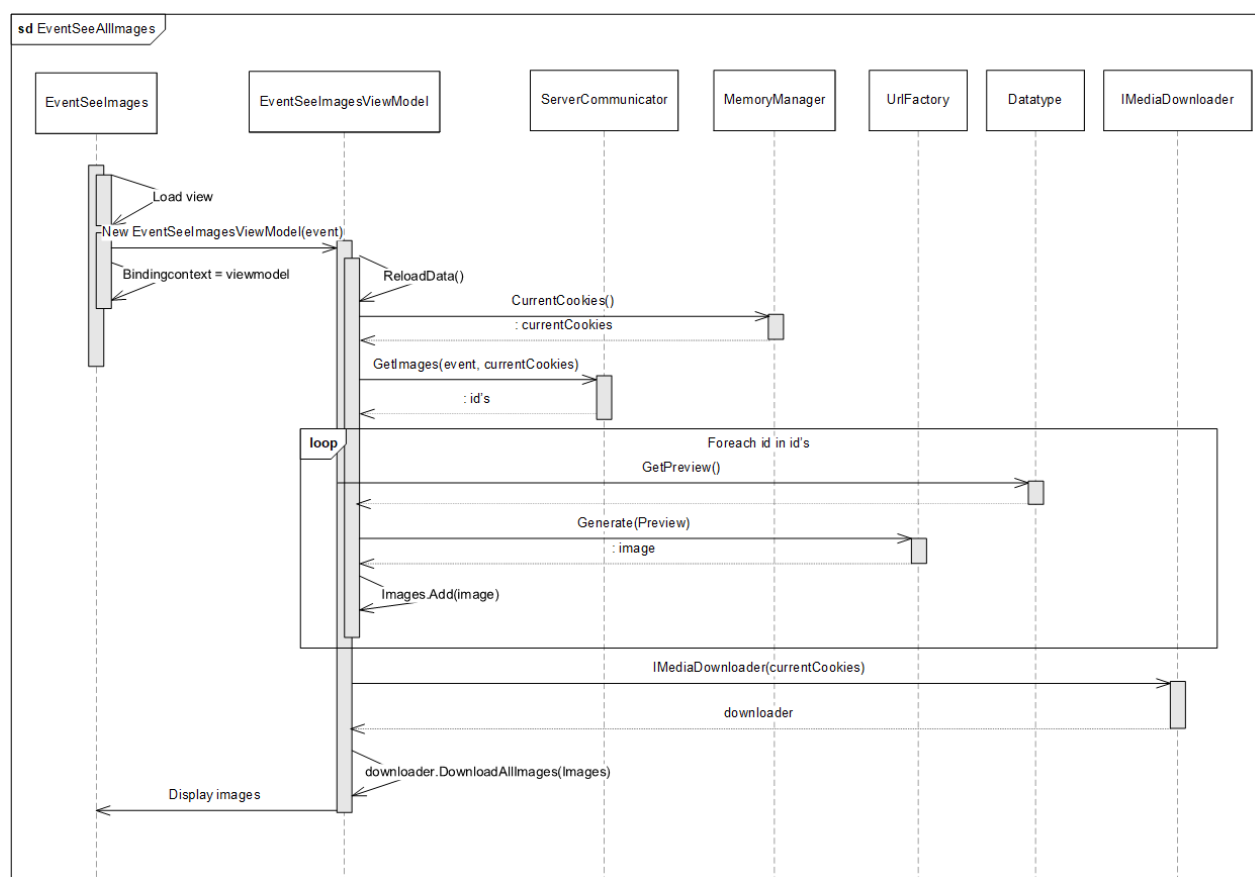 sd EventSeeAllImages
EventSeeImages
EventSeeImagesViewModel
ServerCommunicator
MemoryManager
UrlFactory
Datatype
IMediaDownloader
Load view
New EventSeeImagesViewModel(event)
Bindingcontext = viewmodel
ReloadData()
CurrentCookies()
: currentCookies
GetImages(event, currentCookies)
: id's
loop
Foreach id in id's
GetPreview()
Generate(Preview)
: image
Images.Add(image)
IMediaDownloader(currentCookies)
downloader
downloader.DownloadAllImages(Images)
Display images